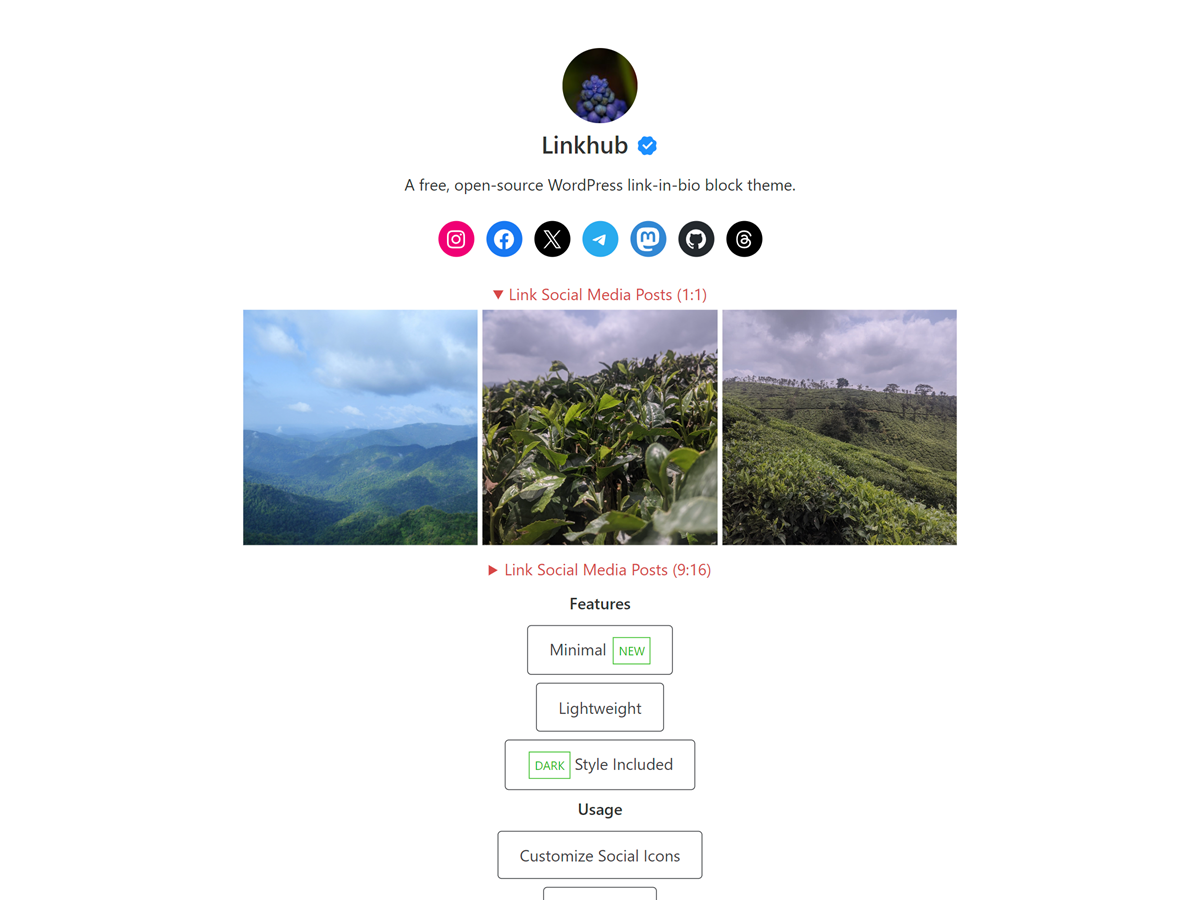 Linkhub
A free, open-source WordPress link-in-bio block theme.
▼ Link Social Media Posts (1:1)
▶ Link Social Media Posts (9:16)
Features
Minimal NEW
Lightweight
DARK Style Included
Usage
Customize Social Icons